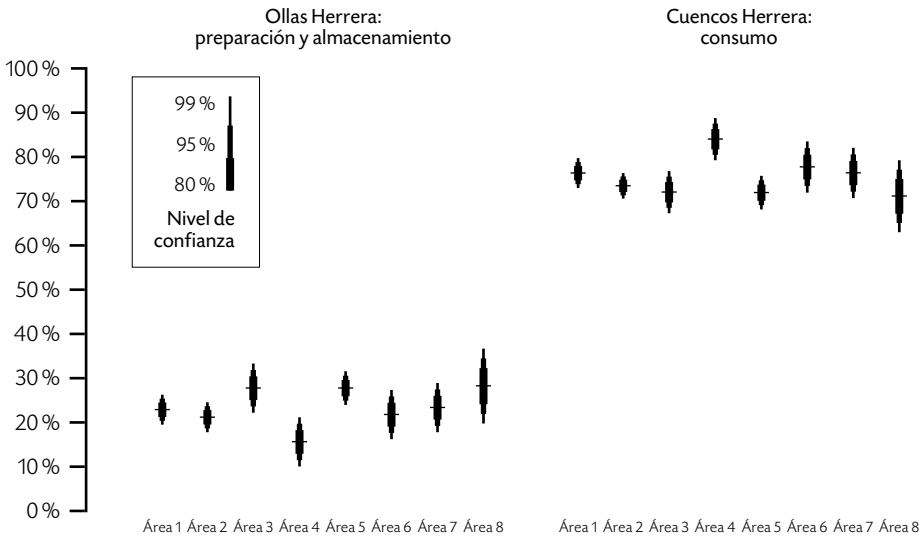 Ollas Herrera:
preparación y almacenamiento
Cuencos Herrera:
consumo
100 %
90 %
80 %
70 %
60 %
50 %
40 %
30 %
20 %
10 %
0 %
99 %
95 %
80 %
Nivel de
confianza
Área 1 Área 2 Área 3 Área 4 Área 5 Área 6 Área 7 Área 8
Área 1 Área 2 Área 3 Área 4 Área 5 Área 6 Área 7 Área 8